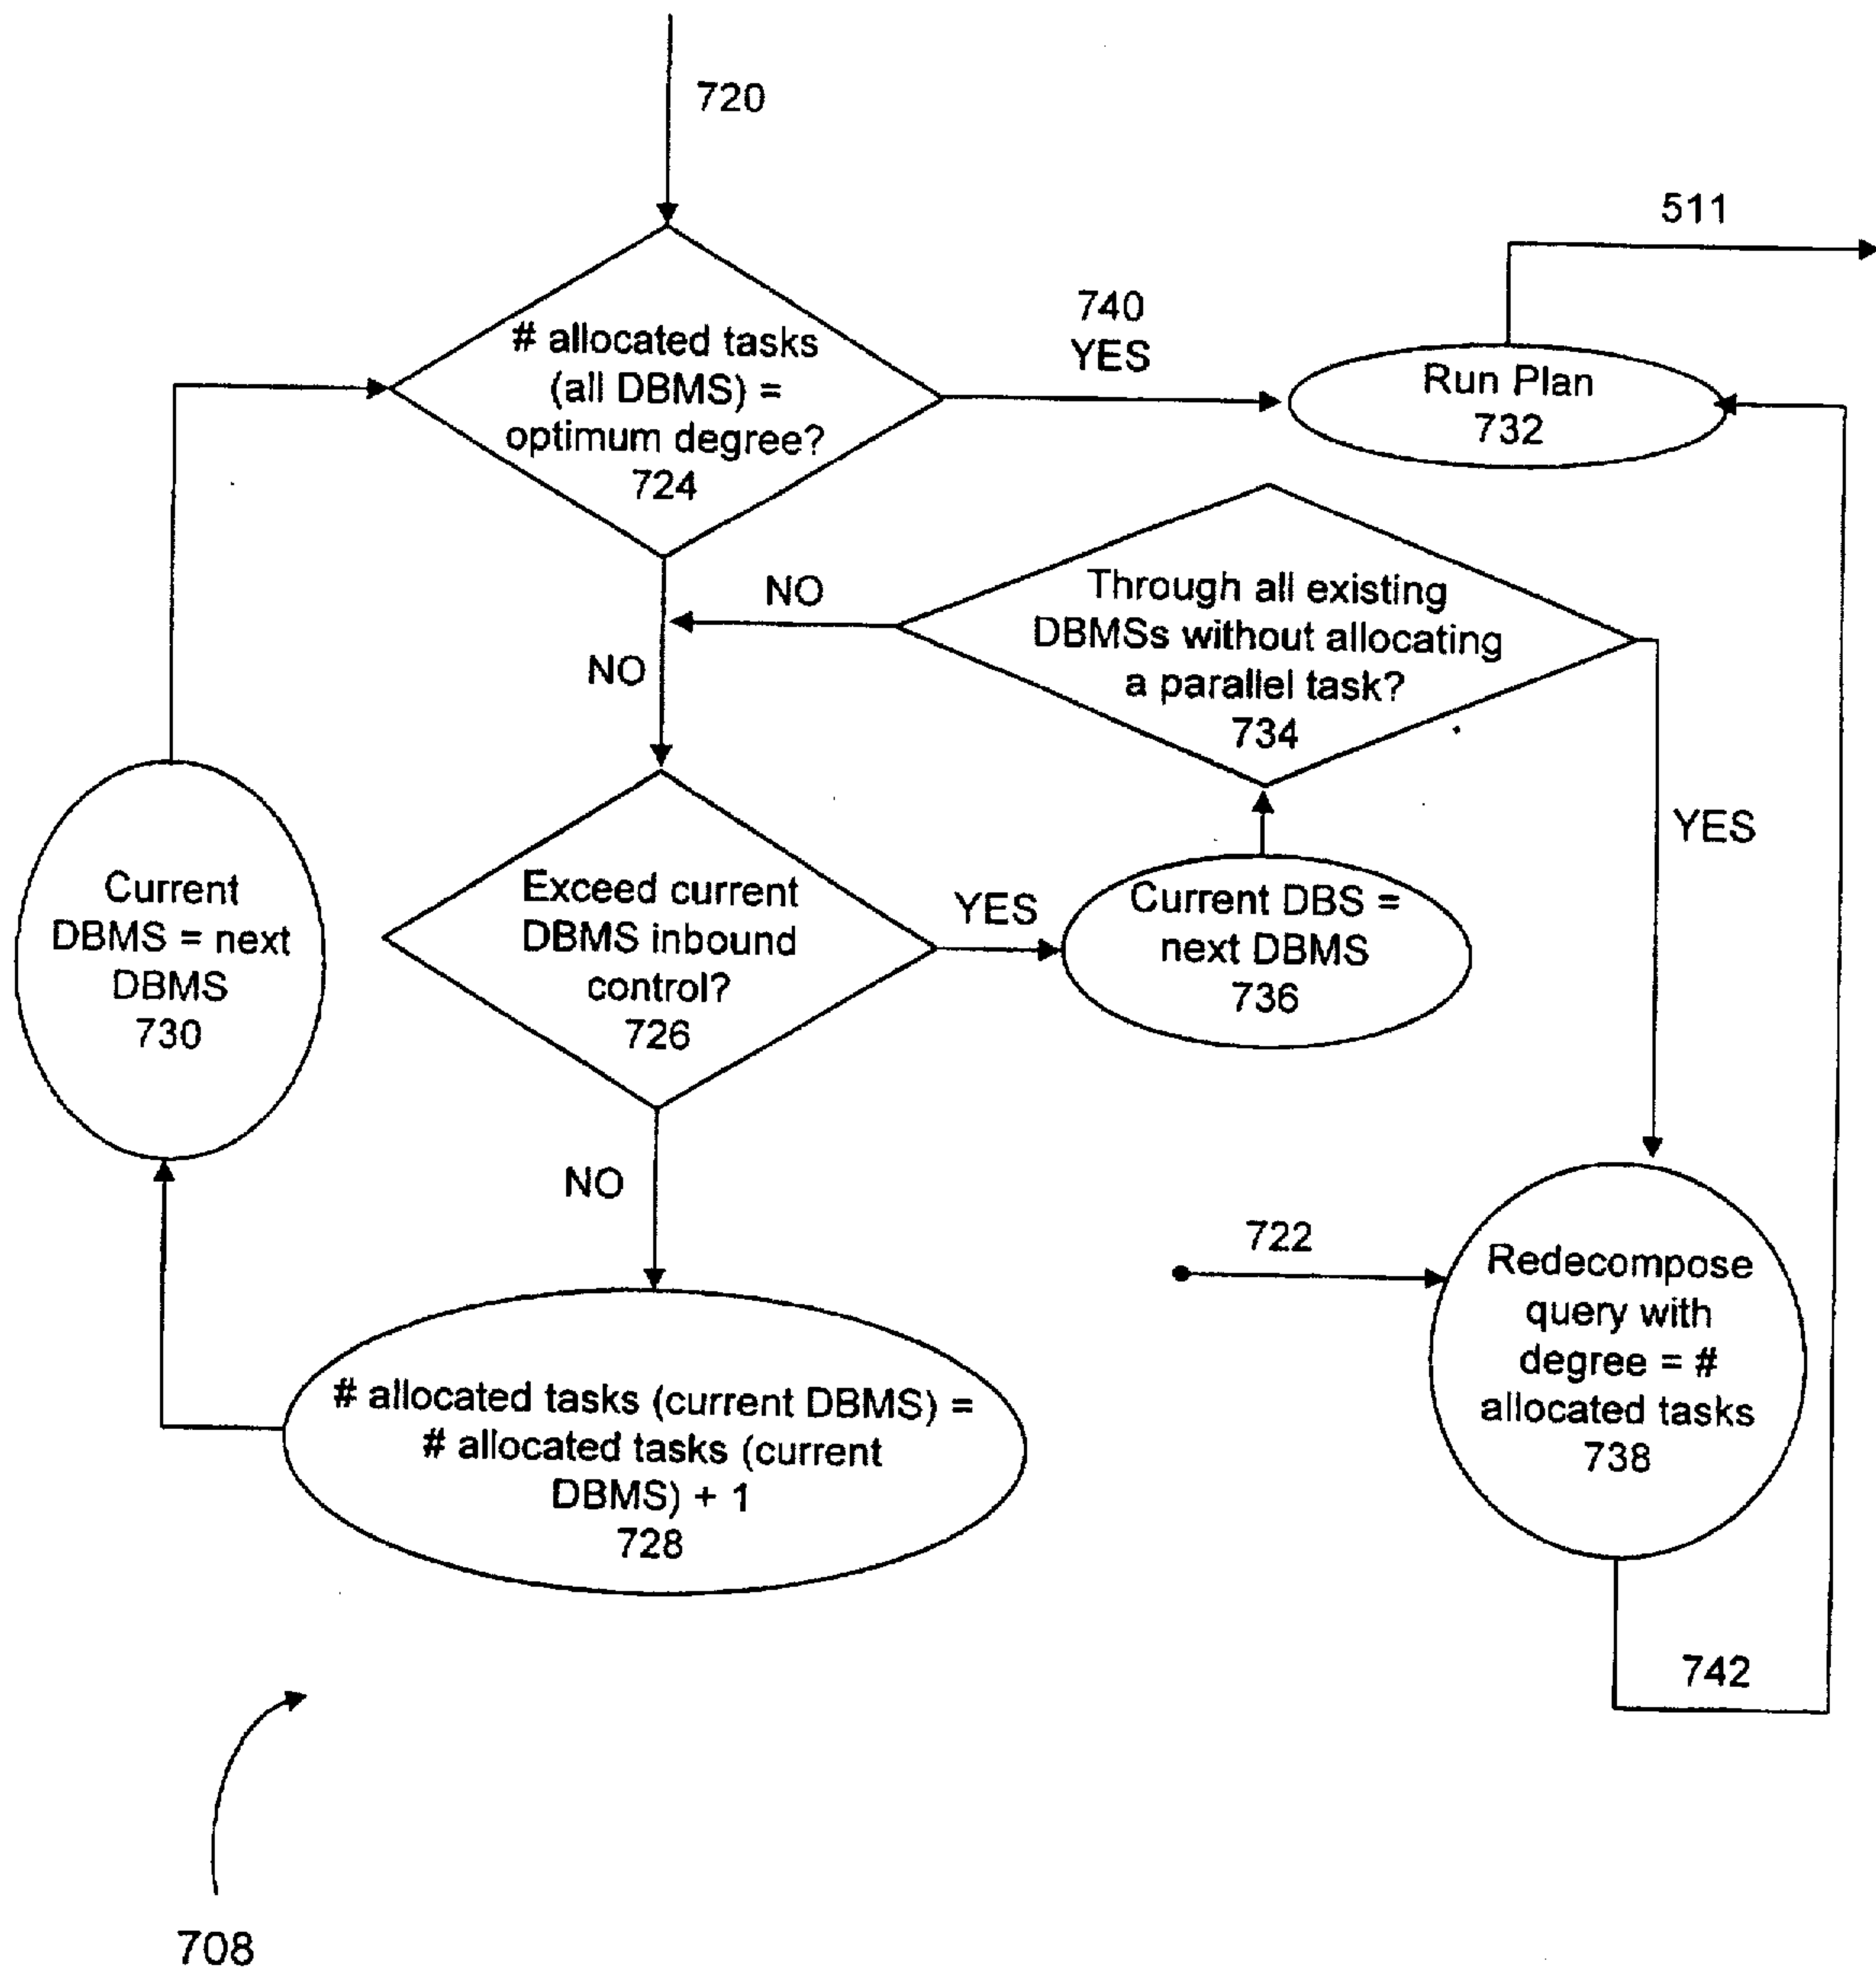 720
511
740
YES
# allocated tasks
(all DBMS) =
optimum degree?
724
Run Plan
732
NO
Through all existing
DBMSs without allocating
a parallel task?
734
NO
YES
Current
DBMS = next
DBMS
730
Exceed current
DBMS inbound
control?
726
YES
Current DBS =
next DBMS
736
NO
722
Redecompose
query with
degree = #
allocated tasks
738
# allocated tasks (current DBMS) =
# allocated tasks (current
DBMS) + 1
728
742
708